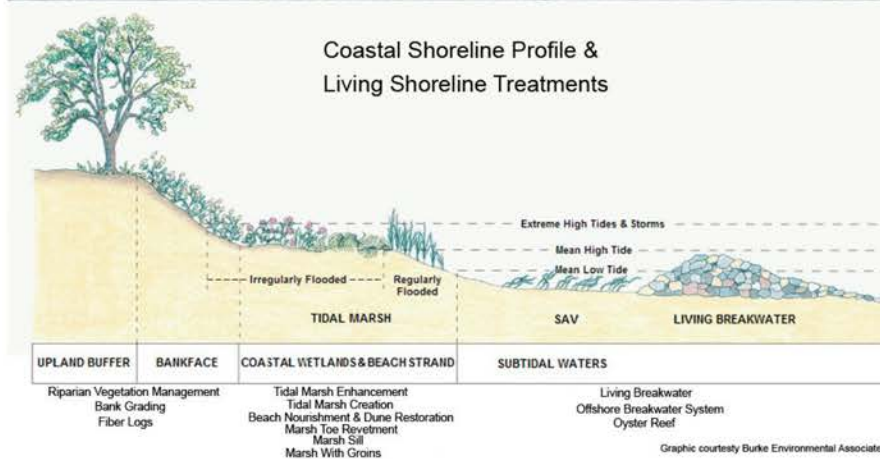 Coastal Shoreline Profile &
Living Shoreline Treatments
Extreme High Tides & Storms
Mean High Tide
Mean Low Tide
Irregularly Flooded
Regularly
Flooded
TIDAL MARSH
SAV
LIVING BREAKWATER
UPLAND BUFFER
BANKFACE
COASTAL WETLANDS & BEACH STRAND
SUBTIDAL WATERS
Riparian Vegetation Management
Bank Grading
Fiber Logs
Tidal Marsh Enhancement
Tidal Marsh Creation
Beach Nourishment & Dune Restoration
Marsh Toe Revetment
Marsh Sill
Marsh With Groins
Living Breakwater
Offshore Breakwater System
Oyster Reef
Graphic courtesty Burke Environmental Associate